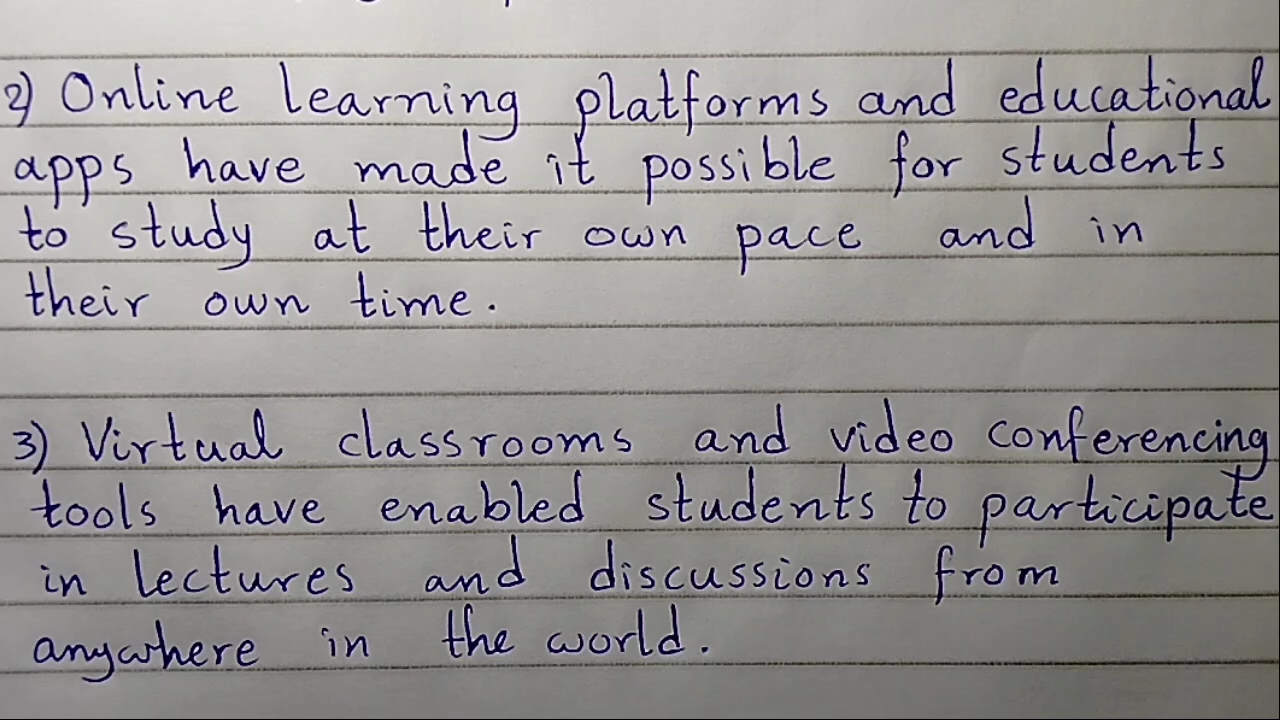 2) Online learning platforms and educational
apps have made it possible for students
to study at their own pace and in
their own time.
3) Virtual classrooms and video conferencing
tools have enabled students to participate
in lectures and discussions from
anywhere in the world.